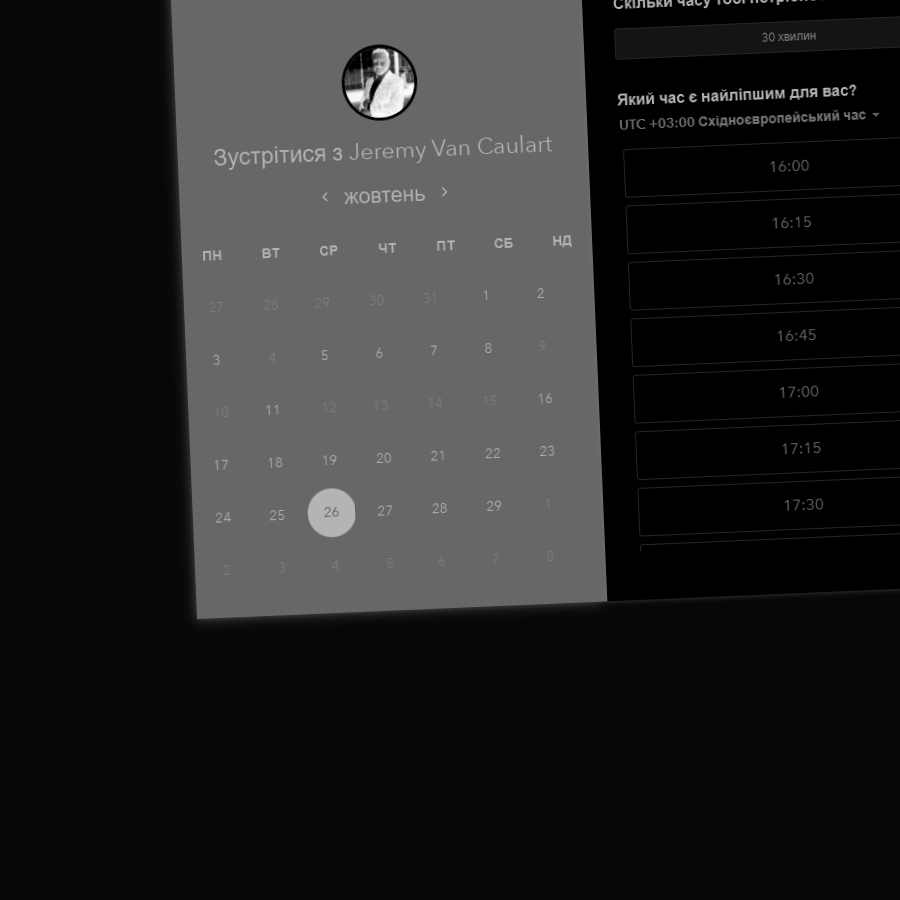 Зустрітися з Jeremy Van Caulart
жовтень
ПН ВТ СР ЧТ ПТ СБ НД
27 28 29 30 31 1 2
3 4 5 6 7 8 9
10 11 12 13 14 15 16
17 18 19 20 21 22 23
24 25 26 27 28 29 1
2 3 4 5 6 7 8
Скільки часу тобі
30 хвилин
Який час є найліпшим для вас?
UTC +03:00 Східноєвропейський час
16:00
16:15
16:30
16:45
17:00
17:15
17:30